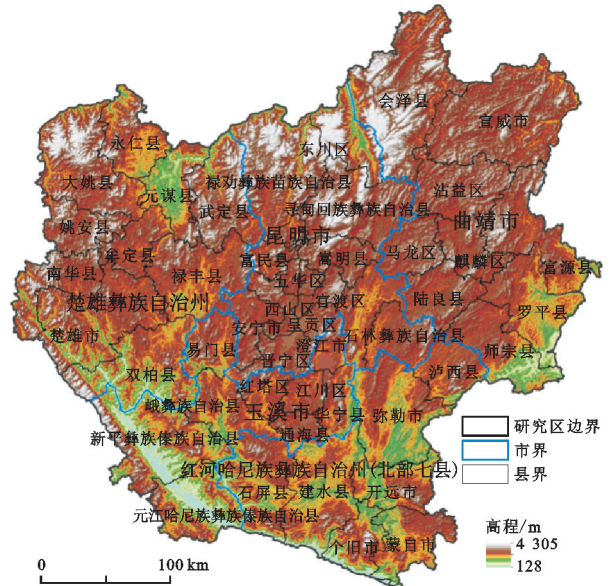 会泽县
宣威市
永仁县
东川区
大姚县
元谋县
禄劝彝族苗族自治县
沾益区
武定县
寻甸回族彝族自治县
姚安县
昆明市
曲靖市
牟定县
富民县
嵩明县
马龙区
麒麟区
富源县
南华县
禄丰县
五华区
官渡区
陆良县
罗平县
楚雄彝族自治州
西山区
呈贡区
楚雄市
安宁市
石林彝族自治县
易门县
澄江市
师宗县
晋宁区
泸西县
双柏县
红塔区
江川区
峨彝族自治县
玉溪市
华宁县
弥勒市
新平彝族傣族自治县
通海县
红河哈尼族彝族自治州(北部七县)
石屏县
建水县
开远市
元江哈尼族彝族傣族自治县
个旧市
蒙自市
研究区边界
市界
县界
高程/m
4 305
128
0
100 km